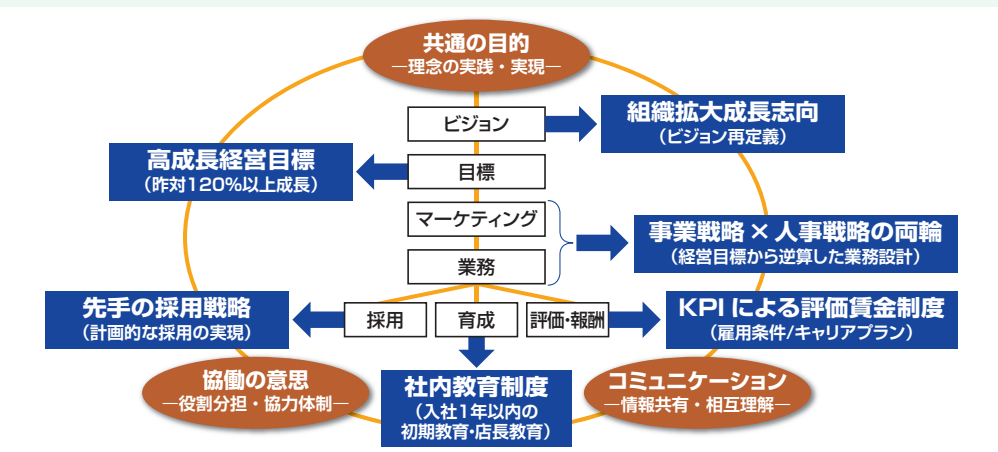 共通の目的
―理念の実践・実現―
ビジョン
組織拡大成長志向
（ビジョン再定義）
高成長経営目標
（昨対120%以上成長）
目標
マーケティング
業務
事業戦略 × 人事戦略の両輪
（経営目標から逆算した業務設計）
先手の採用戦略
（計画的な採用の実現）
採用
育成
評価・報酬
KPI による評価賃金制度
（雇用条件/キャリアプラン）
協働の意思
―役割分担・協力体制―
社内教育制度
（入社1年以内の
初期教育・店長教育）
コミュニケーション
―情報共有・相互理解―